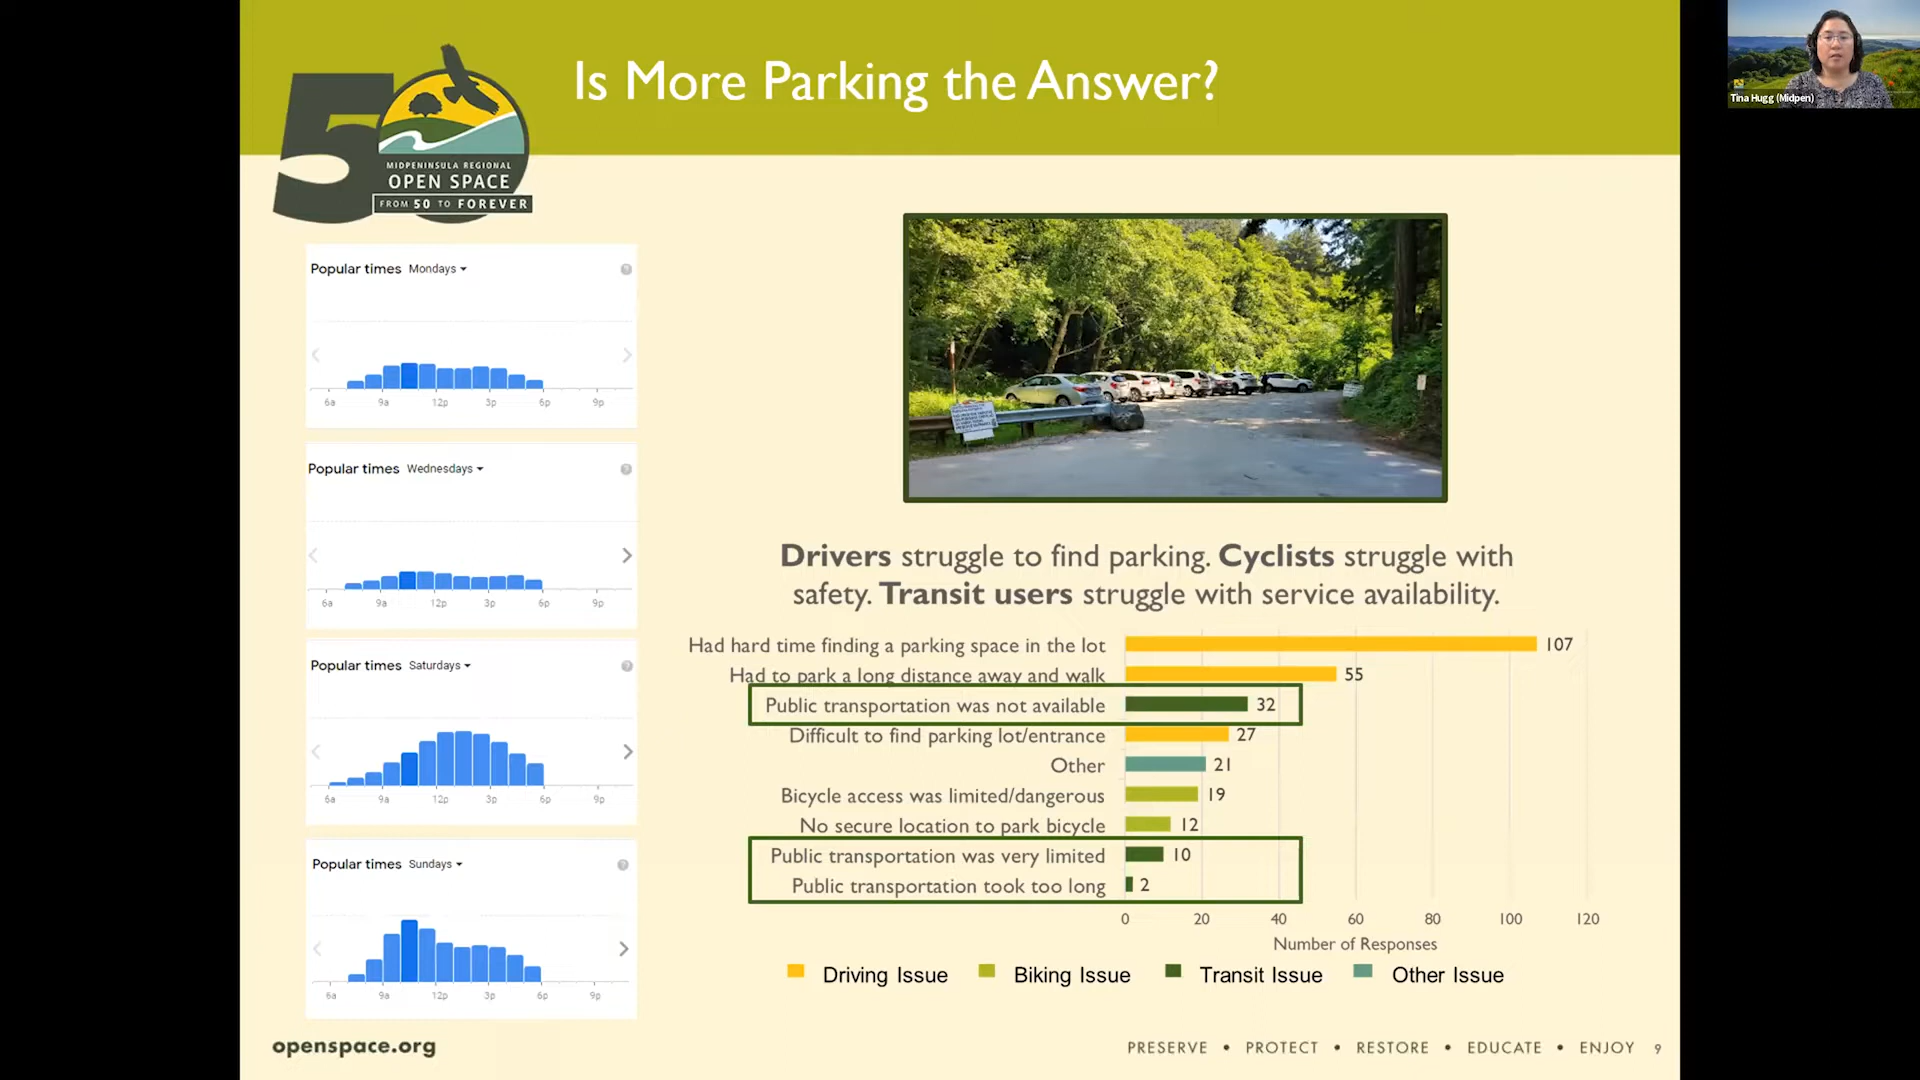 Is More Parking the Answer?
Tina Hugg (Midpen)
50
MIDPENINSULA REGIONAL
OPEN SPACE
FROM 50 TO FOREVER
Popular times Mondays
6a 9a 12p 3p 6p 9p
Popular times Wednesdays
6a 9a 12p 3p 6p 9p
Popular times Saturdays
6a 9a 12p 3p 6p 9p
Popular times Sundays
6a 9a 12p 3p 6p 9p
Drivers struggle to find parking. Cyclists struggle with
safety. Transit users struggle with service availability.
Had hard time finding a parking space in the lot 107
Had to park a long distance away and walk 55
Public transportation was not available 32
Difficult to find parking lot/entrance 27
Other 21
Bicycle access was limited/dangerous 19
No secure location to park bicycle 12
Public transportation was very limited 10
Public transportation took too long 2
0 20 40 60 80 100 120
Number of Responses
Driving Issue Biking Issue Transit Issue Other Issue
openspace.org
PRESERVE • PROTECT • RESTORE • EDUCATE • ENJOY 9